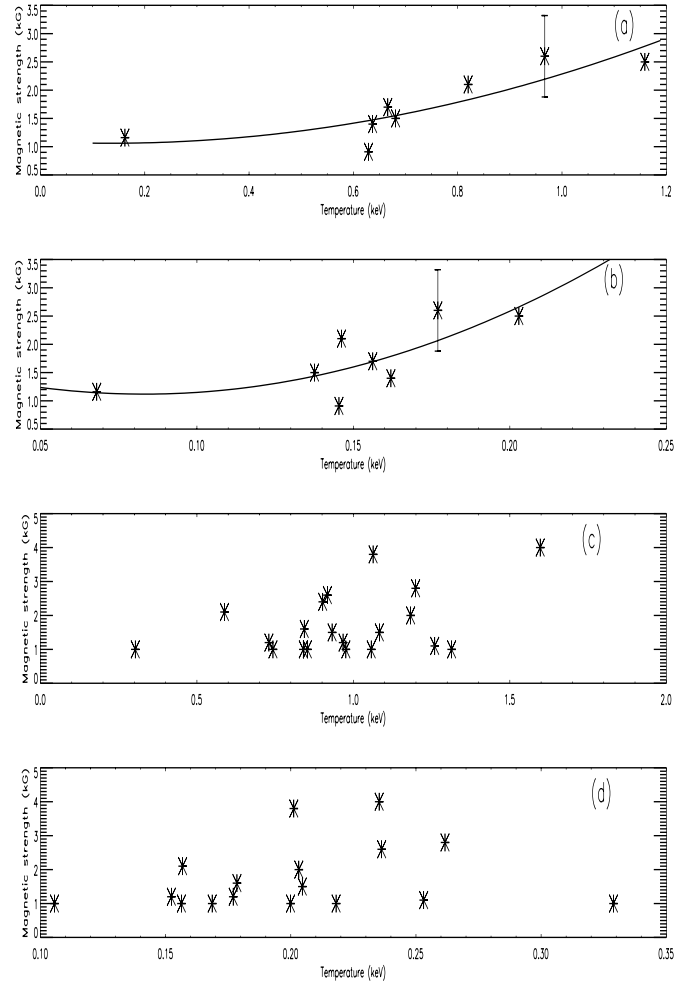 Magnetic strength (kG)
3.5
3.0
2.5
2.0
1.5
1.0
0.5
(a)
0.0 0.2 0.4 0.6 0.8 1.0 1.2
Temperature (keV)
Magnetic strength (kG)
3.5
3.0
2.5
2.0
1.5
1.0
0.5
(b)
0.05 0.10 0.15 0.20 0.25
Temperature (keV)
Magnetic strength (kG)
5
4
3
2
1
0
(c)
0.0 0.5 1.0 1.5 2.0
Temperature (keV)
Magnetic strength (kG)
5
4
3
2
1
0
(d)
0.10 0.15 0.20 0.25 0.30 0.35
Temperature (keV)